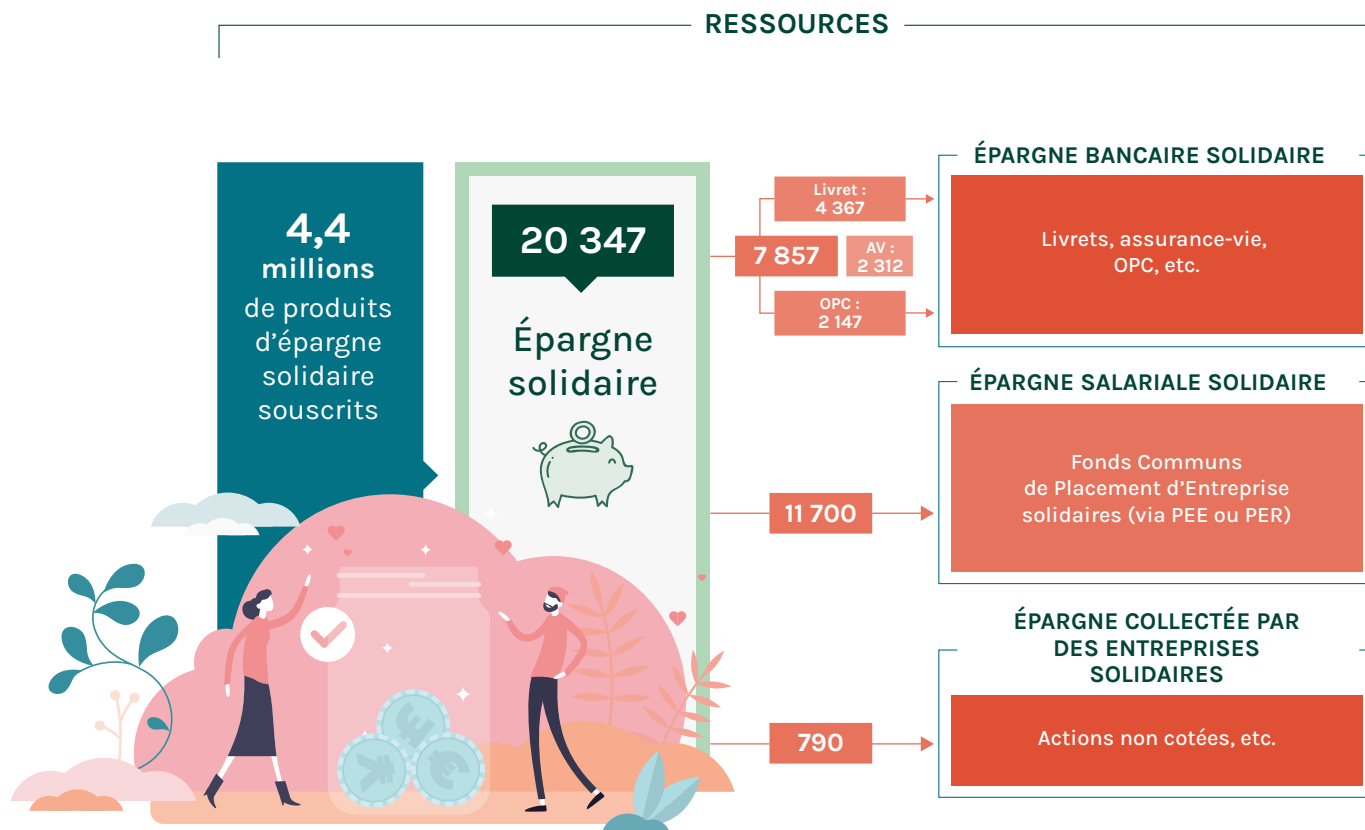 RESSOURCES
4,4
millions
de produits
d’épargne
solidaire
souscrits
20 347
Épargne
solidaire
7 857
Livret :
4 367
AV :
2 312
OPC :
2 147
ÉPARGNE BANCAIRE SOLIDAIRE
Livrets, assurance-vie,
OPC, etc.
11 700
ÉPARGNE SALARIALE SOLIDAIRE
Fonds Communs
de Placement d’Entreprise
solidaires (via PEE ou PER)
790
ÉPARGNE COLLECTÉE PAR
DES ENTREPRISES
SOLIDAIRES
Actions non cotées, etc.
£
¥
€